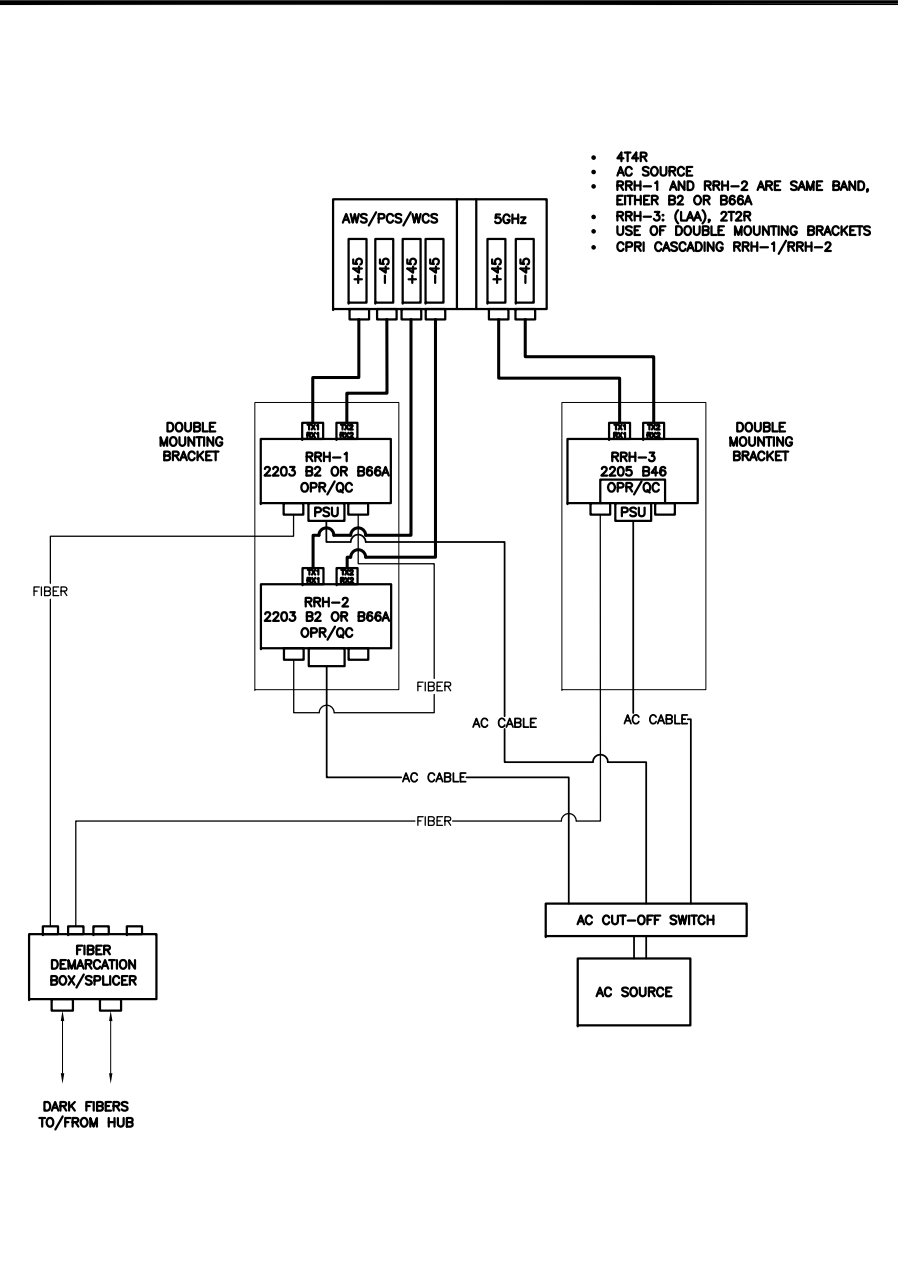 • 4T4R
• AC SOURCE
• RRH-1 AND RRH-2 ARE SAME BAND,
EITHER B2 OR B66A
• RRH-3: (LAA), 2T2R
• USE OF DOUBLE MOUNTING BRACKETS
• CPRI CASCADING RRH-1/RRH-2
AWS/PCS/WCS
5GHz
+45
-45
+45
-45
+45
-45
DOUBLE
MOUNTING
BRACKET
TX1
RX1
TX2
RX2
RRH-1
2203 B2 OR B66A
OPR/QC
PSU
TX1
RX1
TX2
RX2
RRH-3
2205 B46
OPR/QC
PSU
DOUBLE
MOUNTING
BRACKET
TX1
RX1
TX2
RX2
RRH-2
2203 B2 OR B66A
OPR/QC
FIBER
FIBER
AC CABLE
AC CABLE
AC CABLE
FIBER
AC CUT-OFF SWITCH
AC SOURCE
FIBER
DEMARCATION
BOX/SPLICER
DARK FIBERS
TO/FROM HUB